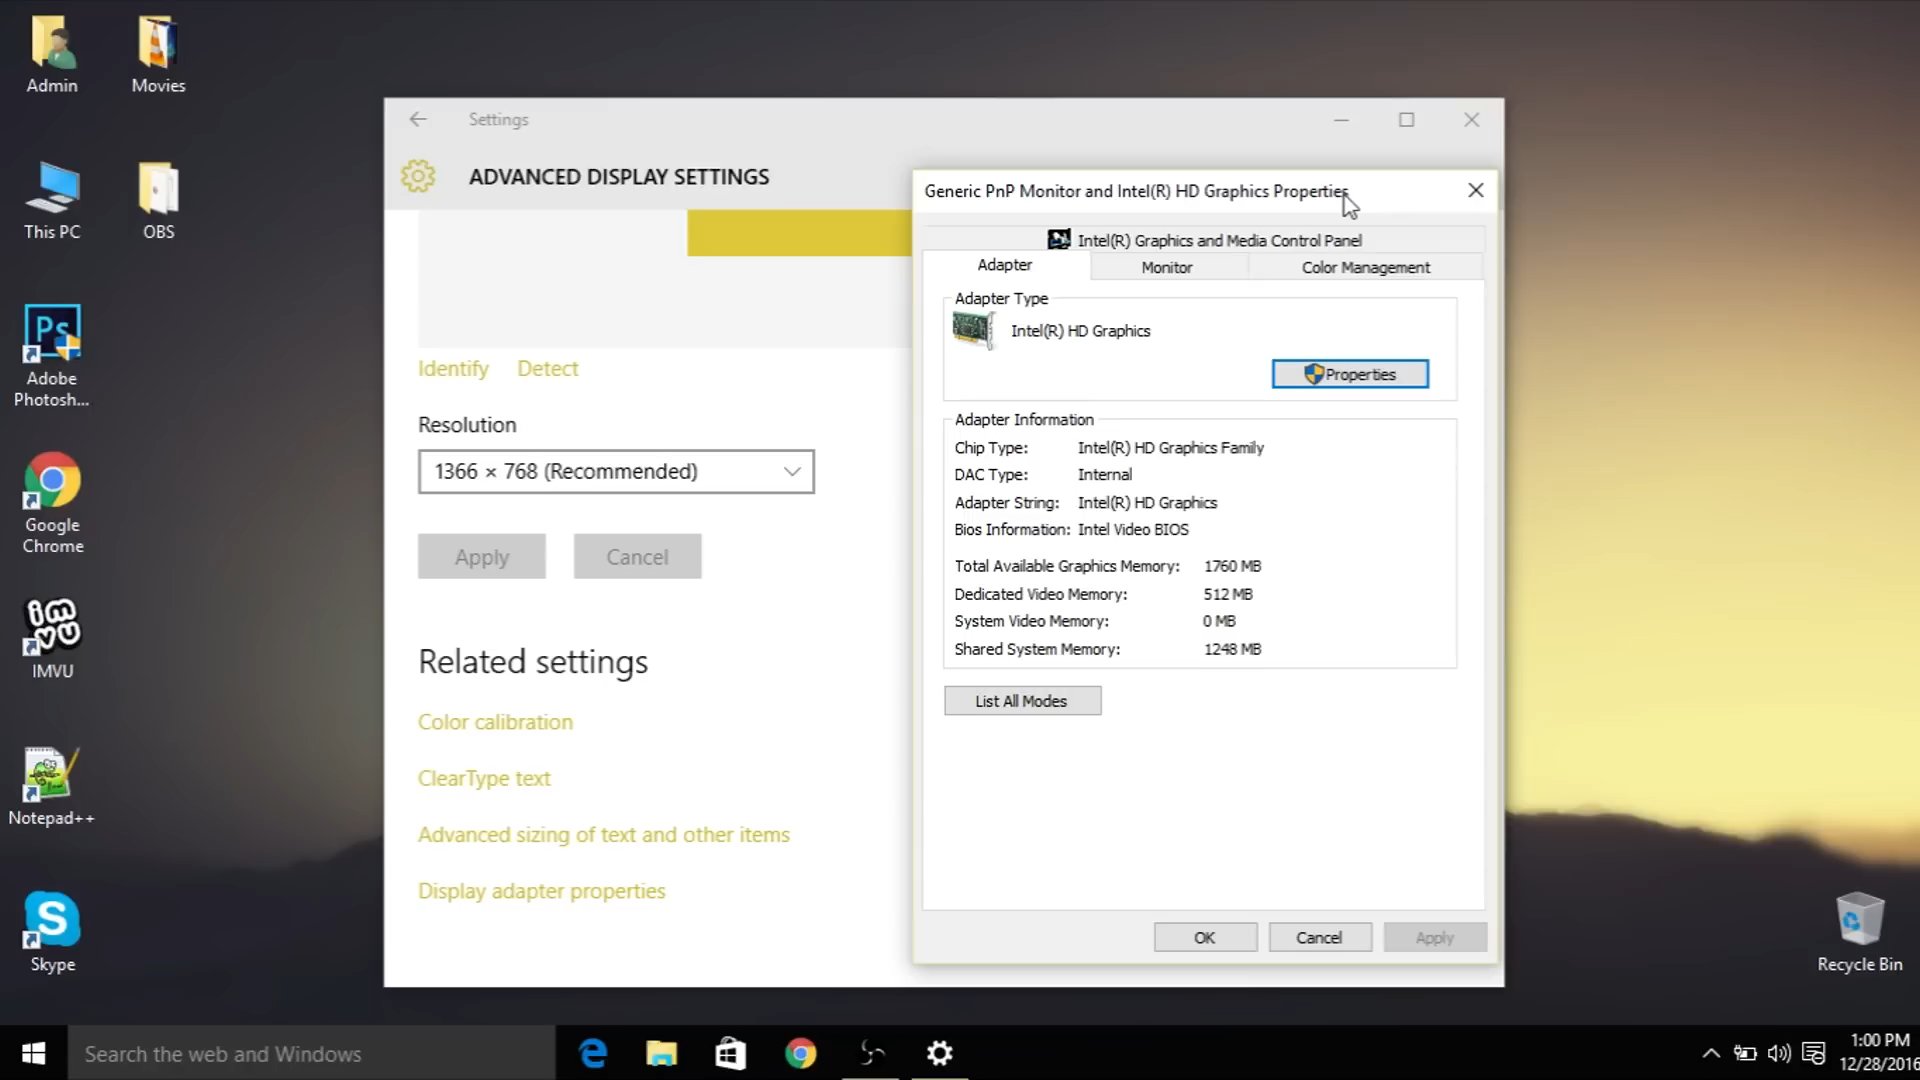 Admin
Movies
This PC
OBS
Ps
Adobe
Photosh...
Google
Chrome
imvu
IMVU
Notepad++
S
Skype
Settings
ADVANCED DISPLAY SETTINGS
Identify Detect
Resolution
1366 × 768 (Recommended)
Apply Cancel
Related settings
Color calibration
ClearType text
Advanced sizing of text and other items
Display adapter properties
Generic PnP Monitor and Intel(R) HD Graphics Properties
Intel(R) Graphics and Media Control Panel
Adapter Monitor Color Management
Adapter Type
Intel(R) HD Graphics
Properties
Adapter Information
Chip Type: Intel(R) HD Graphics Family
DAC Type: Internal
Adapter String: Intel(R) HD Graphics
Bios Information: Intel Video BIOS
Total Available Graphics Memory: 1760 MB
Dedicated Video Memory: 512 MB
System Video Memory: 0 MB
Shared System Memory: 1248 MB
List All Modes
OK Cancel Apply
Recycle Bin
Search the web and Windows
1:00 PM
12/28/2016